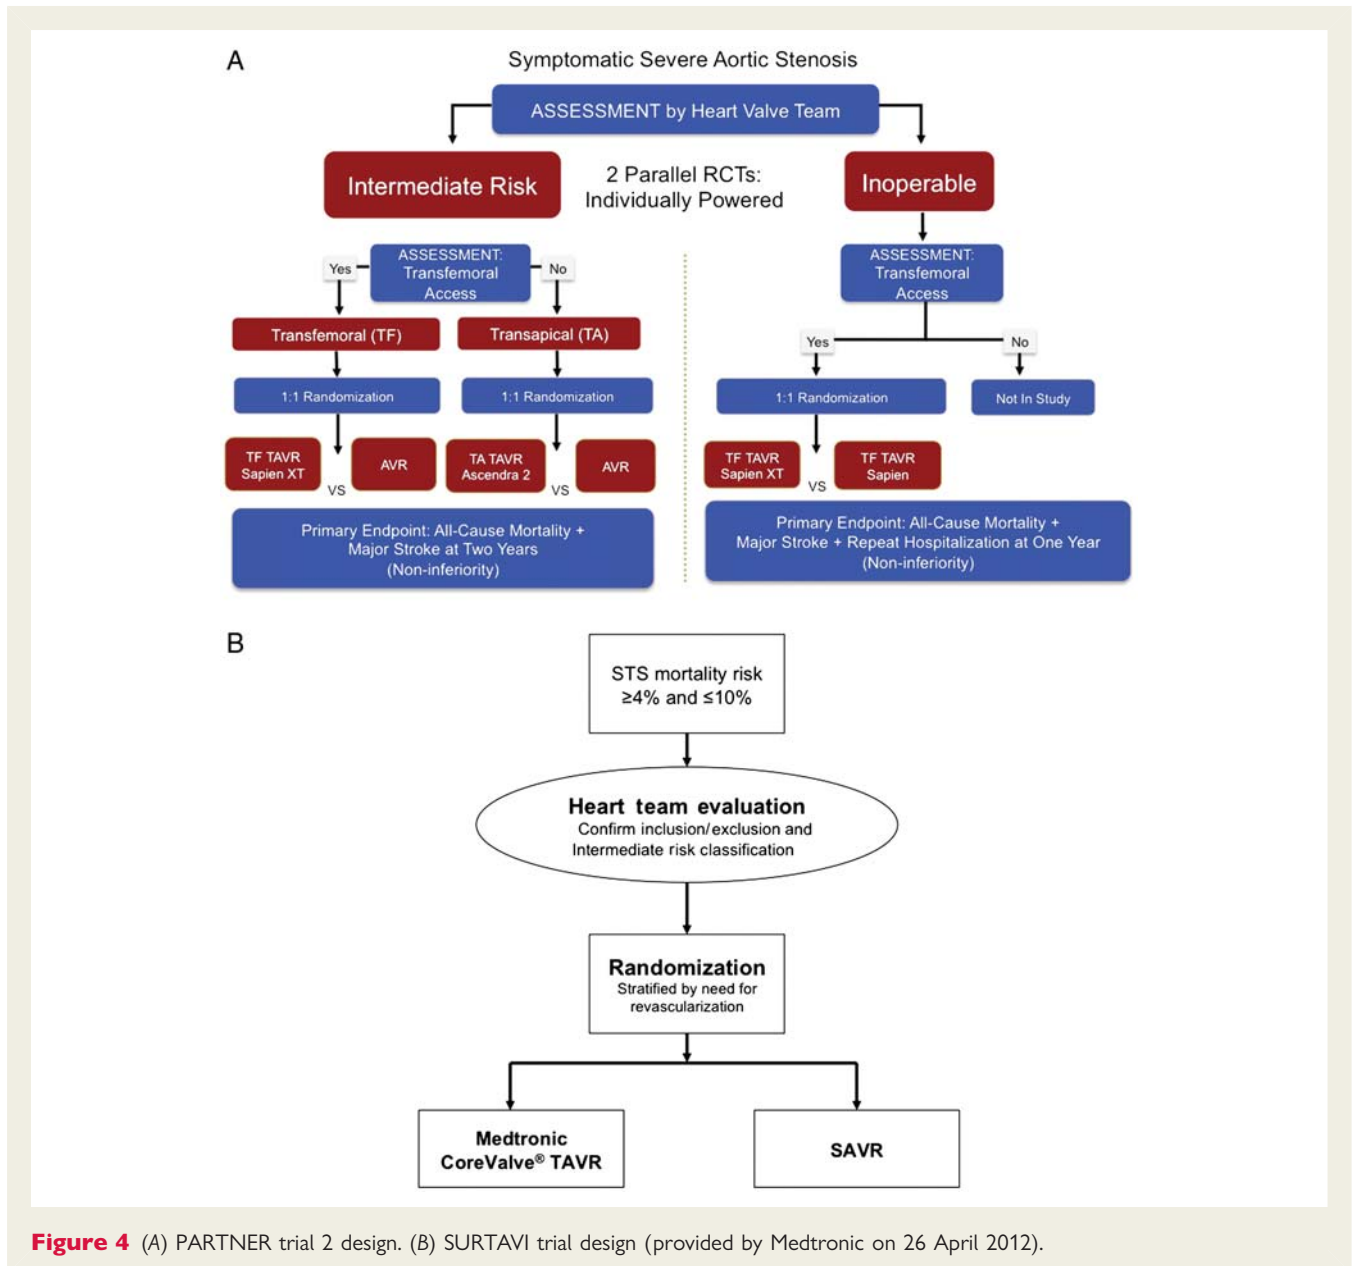 A
Symptomatic Severe Aortic Stenosis
ASSESSMENT by Heart Valve Team
Intermediate Risk
2 Parallel RCTs:
Individually Powered
Inoperable
ASSESSMENT:
Transfemoral
Access
Yes
No
Transfemoral (TF)
Transapical (TA)
1:1 Randomization
1:1 Randomization
TF TAVR
Sapien XT
VS
AVR
TA TAVR
Ascendra 2
VS
AVR
Primary Endpoint: All-Cause Mortality +
Major Stroke at Two Years
(Non-inferiority)
ASSESSMENT:
Transfemoral
Access
Yes
No
1:1 Randomization
Not In Study
TF TAVR
Sapien XT
VS
TF TAVR
Sapien
Primary Endpoint: All-Cause Mortality +
Major Stroke + Repeat Hospitalization at One Year
(Non-inferiority)
B
STS mortality risk
≥4% and ≤10%
Heart team evaluation
Confirm inclusion/exclusion and
Intermediate risk classification
Randomization
Stratified by need for
revascularization
Medtronic
CoreValve® TAVR
SAVR
Figure 4 (A) PARTNER trial 2 design. (B) SURTAVI trial design (provided by Medtronic on 26 April 2012).